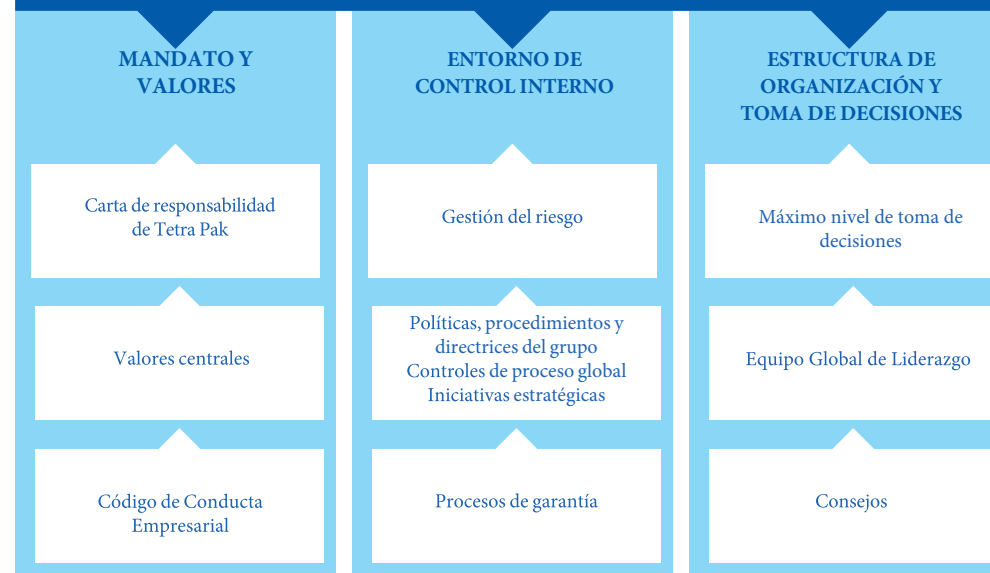 MANDATO Y
VALORES
Carta de responsabilidad
de Tetra Pak
Valores centrales
Código de Conducta
Empresarial
ENTORNO DE
CONTROL INTERNO
Gestión del riesgo
Políticas, procedimientos y
directrices del grupo
Controles de proceso global
Iniciativas estratégicas
Procesos de garantía
ESTRUCTURA DE
ORGANIZACIÓN Y
TOMA DE DECISIONES
Máximo nivel de toma de
decisiones
Equipo Global de Liderazgo
Consejos